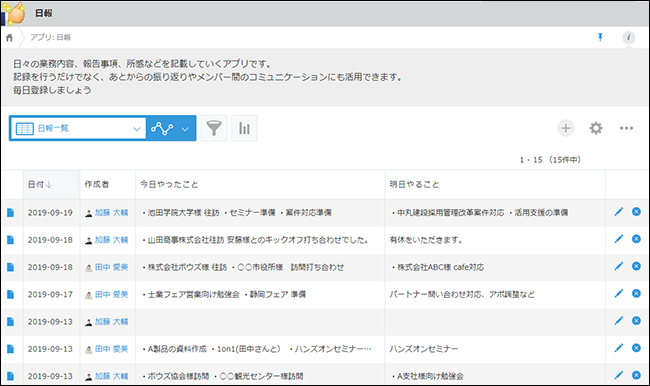 日報
アプリ: 日報
日々の業務内容、報告事項、所感などを記載していくアプリです。
記録を行うだけでなく、あとからの振り返りやメンバー間のコミュニケーションにも活用できます。
毎日登録しましょう
日報一覧
1 - 15 (15件中)
日付 作成者 今日やったこと 明日やること
2019-09-19 加藤 大輔 ・池田学院大学様 往訪 ・セミナー準備 ・案件対応準備 ・中丸建設採用管理改革案件対応 ・活用支援の準備
2019-09-18 加藤 大輔 ・山田商事株式会社往訪 安藤様とのキックオフ打ち合わせでした。 有休をいただきます。
2019-09-18 田中 愛美 ・株式会社ボウズ様 往訪 ・〇〇市役所様 訪問打ち合わせ ・株式会社ABC様 cafe対応
2019-09-17 田中 愛美 ・士業フェア営業向け勉強会 ・静岡フェア 準備 パートナー問い合わせ対応、アポ調整など
2019-09-13 加藤 大輔
2019-09-13 田中 愛美 ・A製品の資料作成 ・1on1(田中さんと) ・ハンズオンセミナー… ハンズオンセミナー
2019-09-13 加藤 大輔 ・ボウズ協会様訪問 ・〇〇観光センター様訪問 ・A支社様向け勉強会